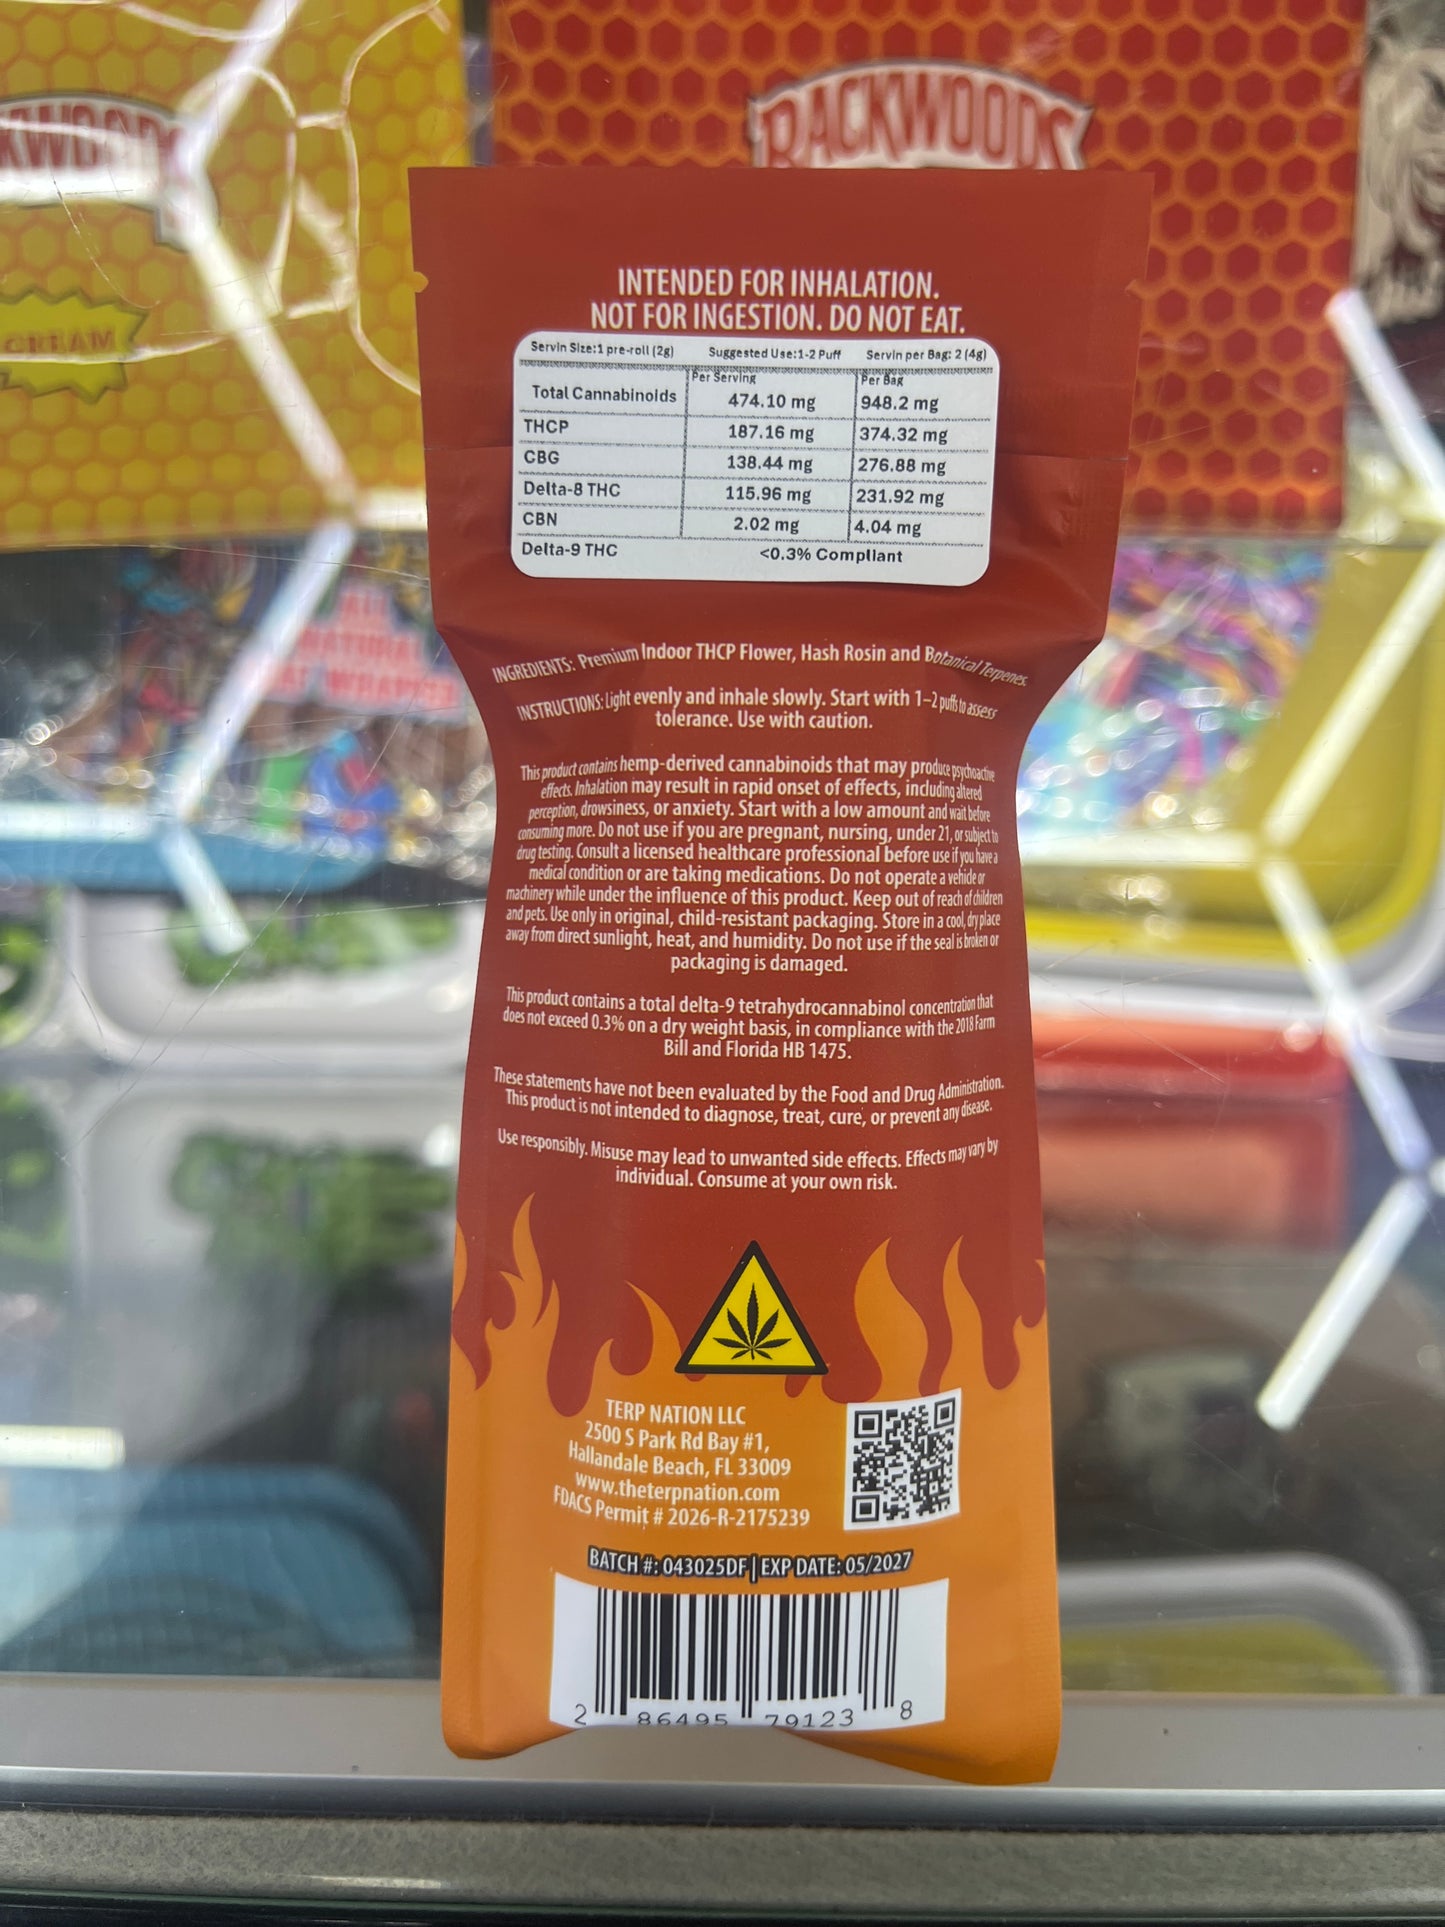 BACKWOODS
CREAM
INTENDED FOR INHALATION.
NOT FOR INGESTION. DO NOT EAT.
Servin Size:1 pre-roll (2g) Suggested Use:1-2 Puff Servin per Bag: 2 (4g)
Per Serving Per Bag
Total Cannabinoids 474.10 mg 948.2 mg
THCP 187.16 mg 374.32 mg
CBG 138.44 mg 276.88 mg
Delta-8 THC 115.96 mg 231.92 mg
CBN 2.02 mg 4.04 mg
Delta-9 THC <0.3% Compliant
ALL
NATURAL
INGREDIENTS: Premium Indoor THCP Flower, Hash Rosin and Botanical Terpenes.
INSTRUCTIONS: Light evenly and inhale slowly. Start with 1–2 puffs to assess
tolerance. Use with caution.
This product contains hemp-derived cannabinoids that may produce psychoactive
effects. Inhalation may result in rapid onset of effects, including altered
perception, drowsiness, or anxiety. Start with a low amount and wait before
consuming more. Do not use if you are pregnant, nursing, under 21, or subject to
drug testing. Consult a licensed healthcare professional before use if you have a
medical condition or are taking medications. Do not operate a vehicle or
machinery while under the influence of this product. Keep out of reach of children
and pets. Use only in original, child-resistant packaging. Store in a cool, dry place
away from direct sunlight, heat, and humidity. Do not use if the seal is broken or
packaging is damaged.
This product contains a total delta-9 tetrahydrocannabinol concentration that
does not exceed 0.3% on a dry weight basis, in compliance with the 2018 Farm
Bill and Florida HB 1475.
These statements have not been evaluated by the Food and Drug Administration.
This product is not intended to diagnose, treat, cure, or prevent any disease.
Use responsibly. Misuse may lead to unwanted side effects. Effects may vary by
individual. Consume at your own risk.
TERP NATION LLC
2500 S Park Rd Bay #1,
Hallandale Beach, FL 33009
www.theterpnation.com
FDACS Permit # 2026-R-2175239
BATCH #: 043025DF | EXP DATE: 05/2027
2 86495 79123 8